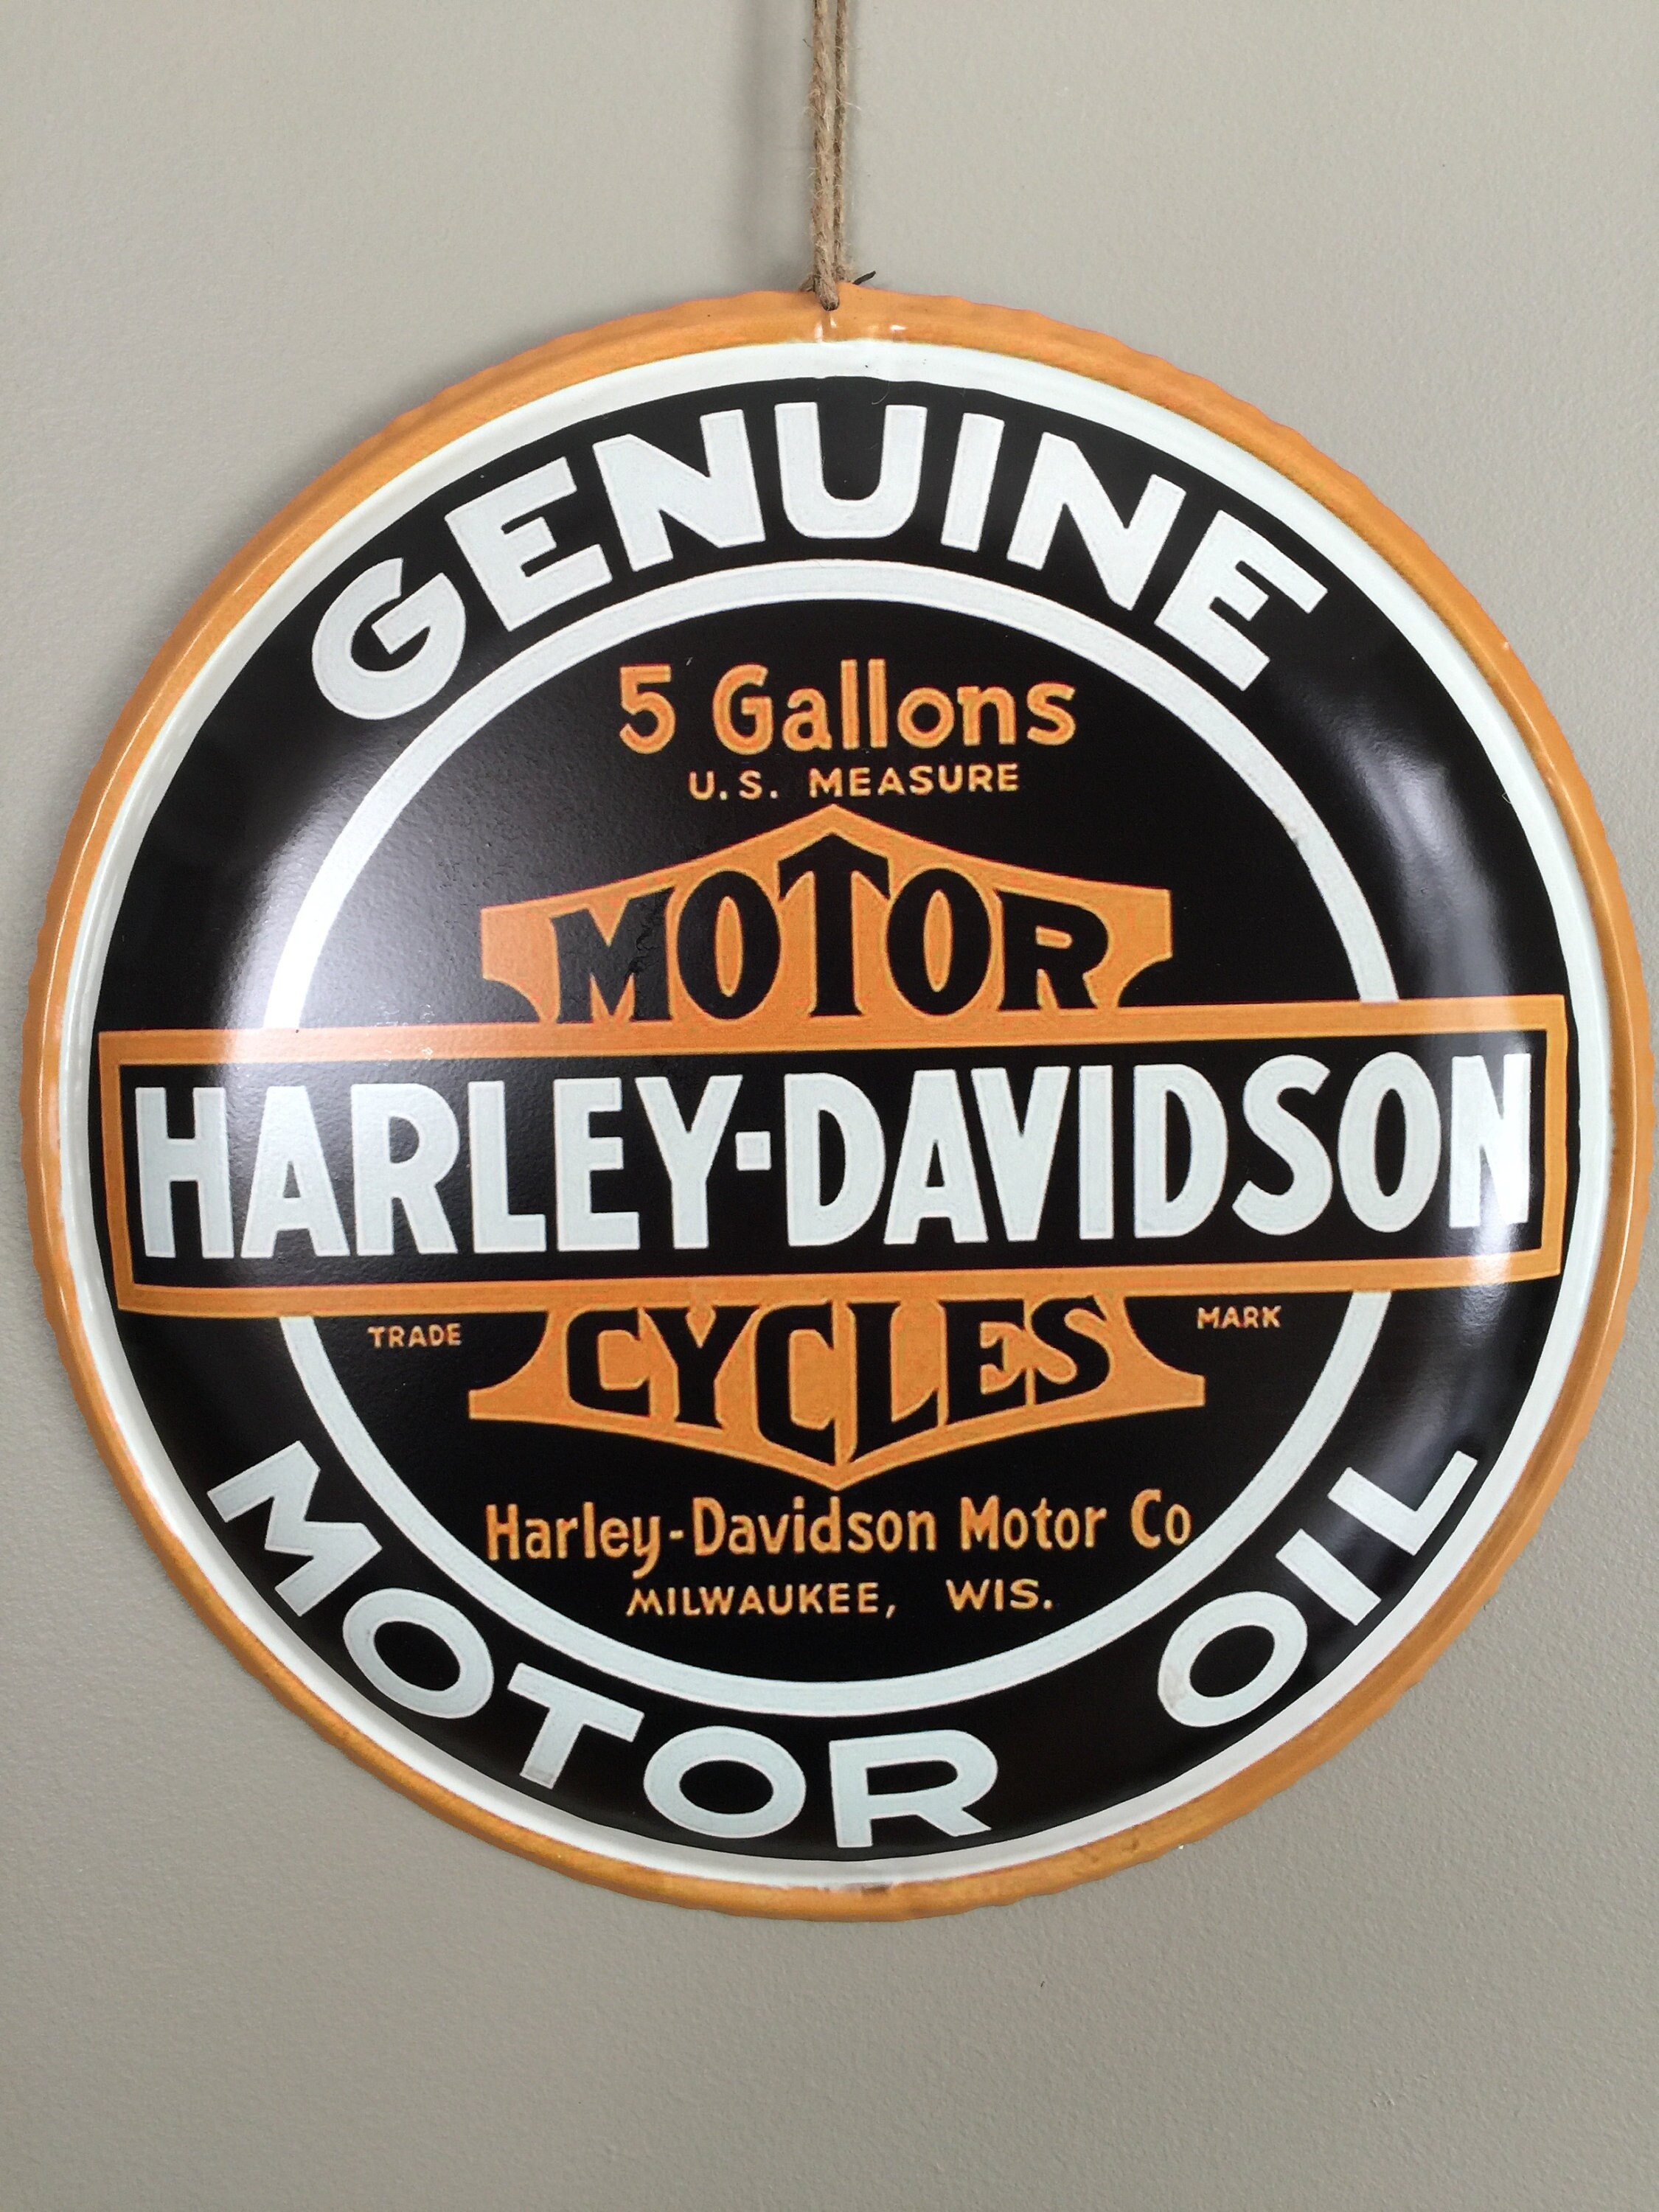 GENUINE
5 Gallons
U.S. MEASURE
MOTOR
HARLEY-DAVIDSON
CYCLES
TRADE MARK
Harley-Davidson Motor Co
MILWAUKEE, WIS.
MOTOR OIL